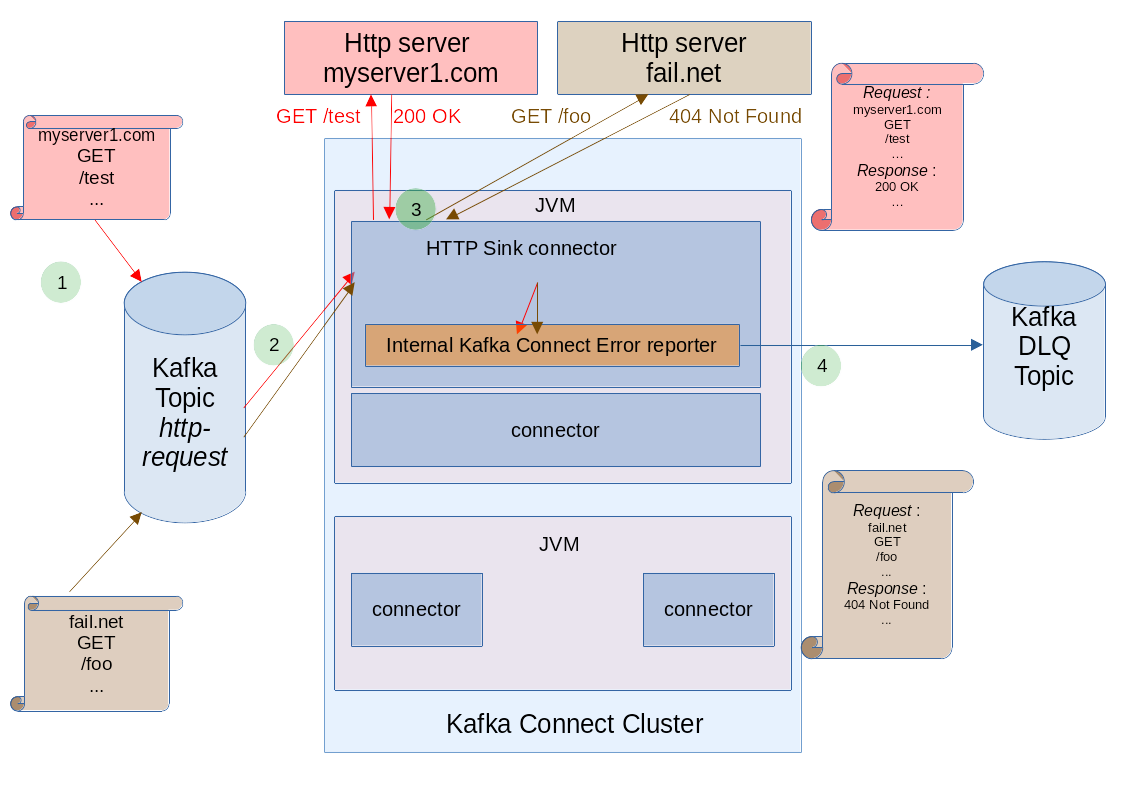 Http server
myserver1.com
Http server
fail.net
GET /test
200 OK
GET /foo
404 Not Found
myserver1.com
GET
/test
...
Request :
myserver1.com
GET
/test
...
Response :
200 OK
...
1
2
3
4
JVM
HTTP Sink connector
Internal Kafka Connect Error reporter
connector
Kafka
Topic
http-
request
Kafka
DLQ
Topic
JVM
connector
connector
Kafka Connect Cluster
fail.net
GET
/foo
...
Request :
fail.net
GET
/foo
...
Response :
404 Not Found
...